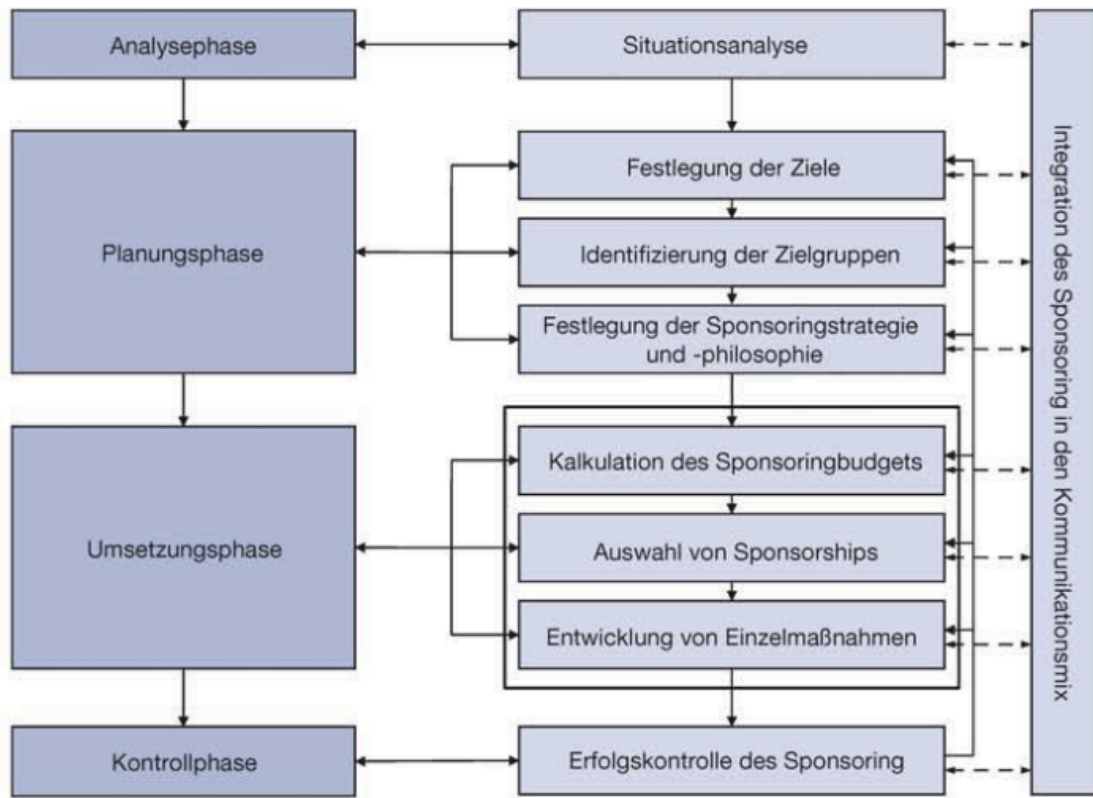 Analysephase
Situationsanalyse
Planungsphase
Festlegung der Ziele
Identifizierung der Zielgruppen
Festlegung der Sponsoringstrategie
und -philosophie
Umsetzungsphase
Kalkulation des Sponsoringbudgets
Auswahl von Sponsorships
Entwicklung von Einzelmaßnahmen
Kontrollphase
Erfolgskontrolle des Sponsoring
Integration des Sponsoring in den Kommunikationsmix